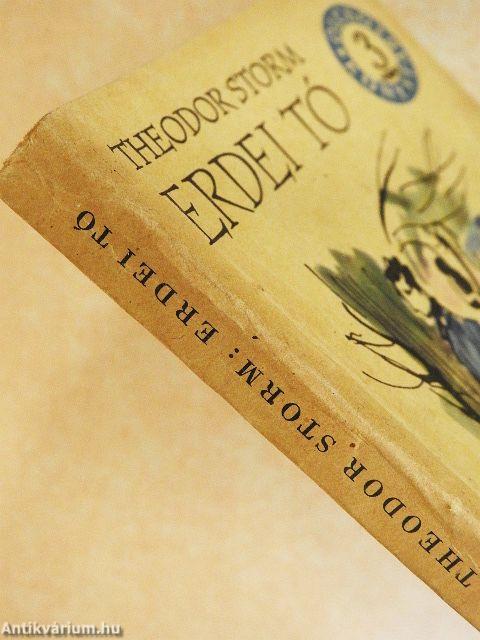 THEODOR STORM
ERDEI TÓ
3
THEODOR STORM: ERDEI TÓ
Antikvárium.hu